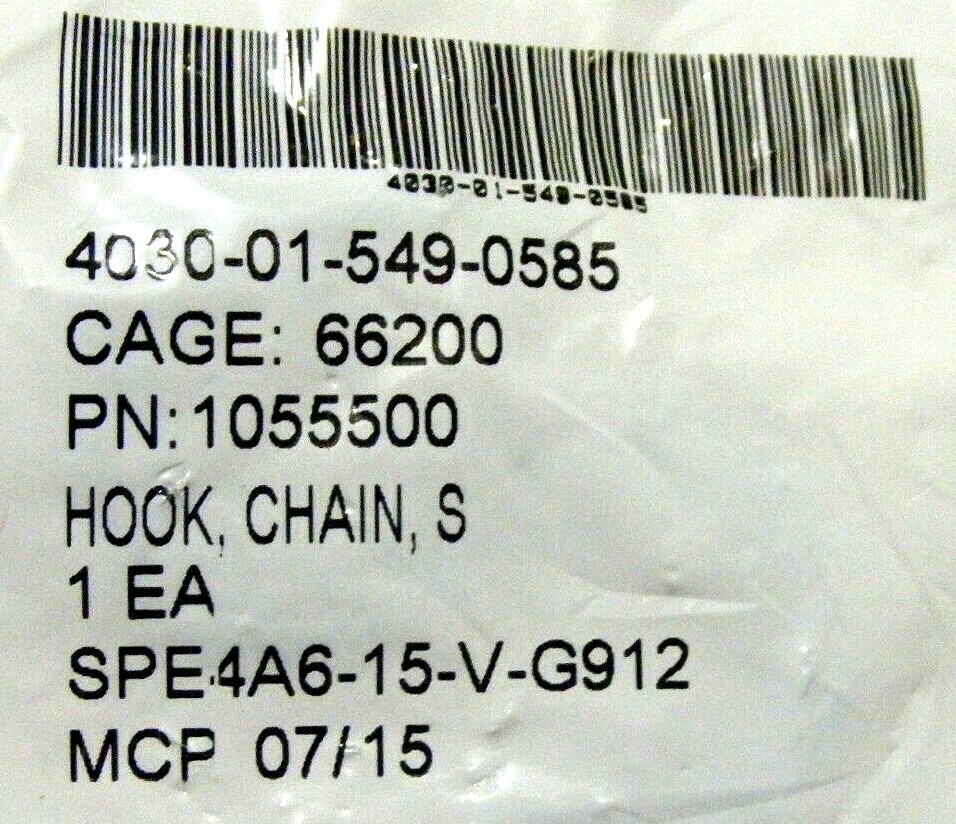 4030-01-549-0585
4030-01-549-0585
CAGE: 66200
PN:1055500
HOOK, CHAIN, S
1 EA
SPE4A6-15-V-G912
MCP 07/15